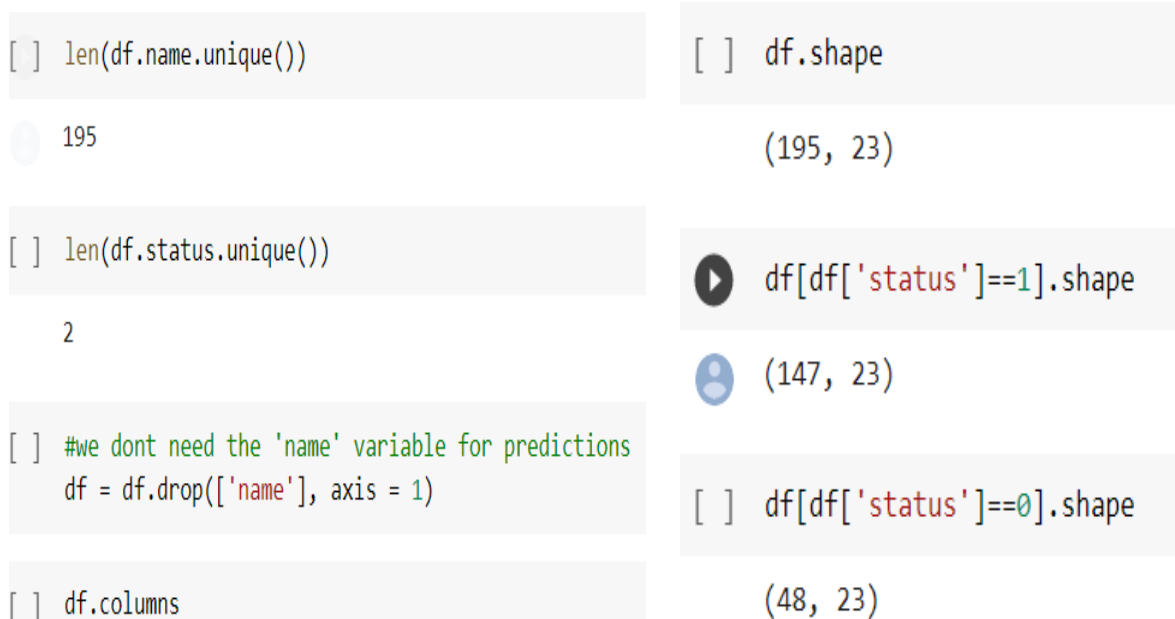 [ ] len(df.name.unique())
195
[ ] len(df.status.unique())
2
[ ] #we dont need the 'name' variable for predictions
df = df.drop(['name'], axis = 1)
[ ] df.columns
[ ] df.shape
(195, 23)
df[df['status']==1].shape
(147, 23)
[ ] df[df['status']==0].shape
(48, 23)